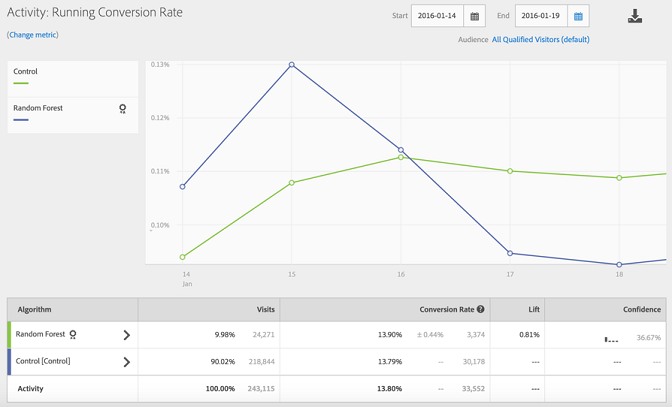 Activity: Running Conversion Rate
(Change metric)
Start 2016-01-14 End 2016-01-19
Audience All Qualified Visitors (default)
Control
Random Forest
0.13%
0.12%
0.11%
0.10%
14 15 16 17 18
Jan
Algorithm Visits Conversion Rate ? Lift Confidence
Random Forest 9.98% 24,271 13.90% ± 0.44% 3,374 0.81% 36.67%
Control [Control] 90.02% 218,844 13.79% -- 30,178 --- ---
Activity 100.00% 243,115 13.80% -- 33,552 --- ---